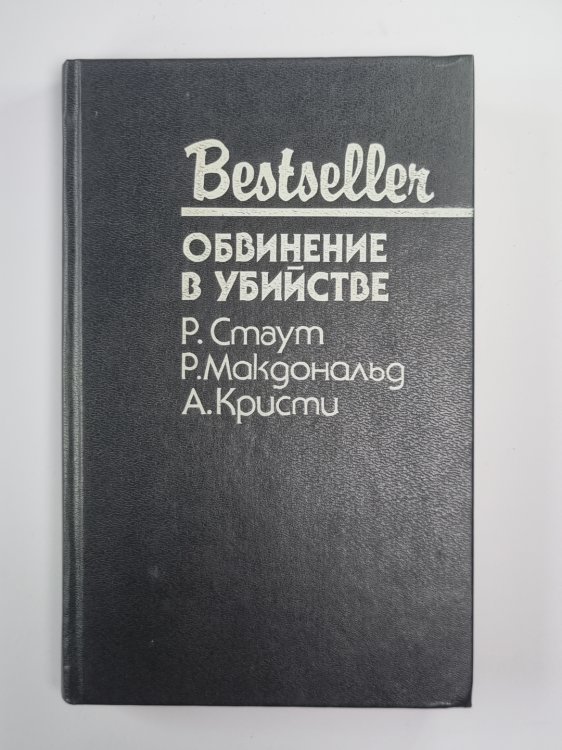 Bestseller
ОБВИНЕНИЕ
В УБИЙСТВЕ
Р. Стаут
Р. Макдональд
А. Кристи